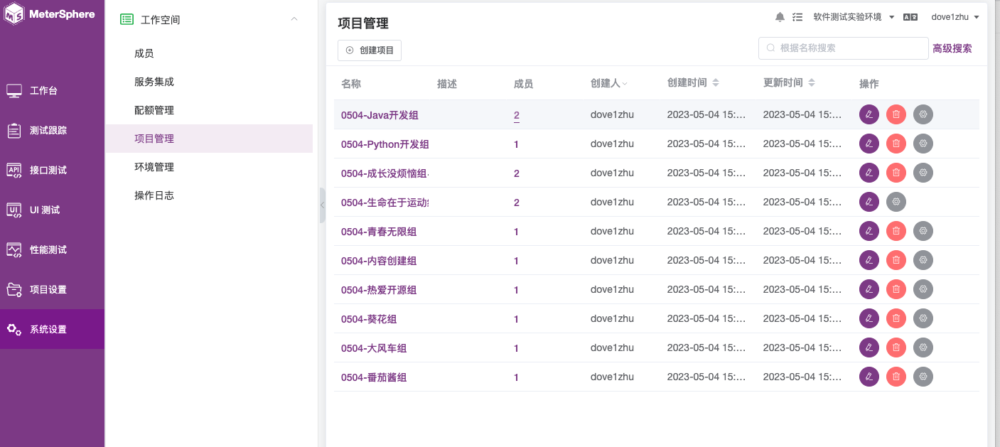 MeterSphere
工作台
测试跟踪
接口测试
UI 测试
性能测试
项目设置
系统设置
工作空间
成员
服务集成
配额管理
项目管理
环境管理
操作日志
项目管理
软件测试实验环境
dove1zhu
创建项目
根据名称搜索 高级搜索
名称 描述 成员 创建人 创建时间 更新时间 操作
0504-Java开发组 2 dove1zhu 2023-05-04 15:... 2023-05-04 15:...
0504-Python开发组 1 dove1zhu 2023-05-04 15:... 2023-05-04 15:...
0504-成长没烦恼组 2 dove1zhu 2023-05-04 15:... 2023-05-04 15:...
0504-生命在于运动 2 dove1zhu 2023-05-04 15:... 2023-05-04 15:...
0504-青春无限组 1 dove1zhu 2023-05-04 15:... 2023-05-04 15:...
0504-内容创建组 1 dove1zhu 2023-05-04 15:... 2023-05-04 15:...
0504-热爱开源组 1 dove1zhu 2023-05-04 15:... 2023-05-04 15:...
0504-葵花组 1 dove1zhu 2023-05-04 15:... 2023-05-04 15:...
0504-大风车组 1 dove1zhu 2023-05-04 15:... 2023-05-04 15:...
0504-番茄酱组 1 dove1zhu 2023-05-04 15:... 2023-05-04 15:...